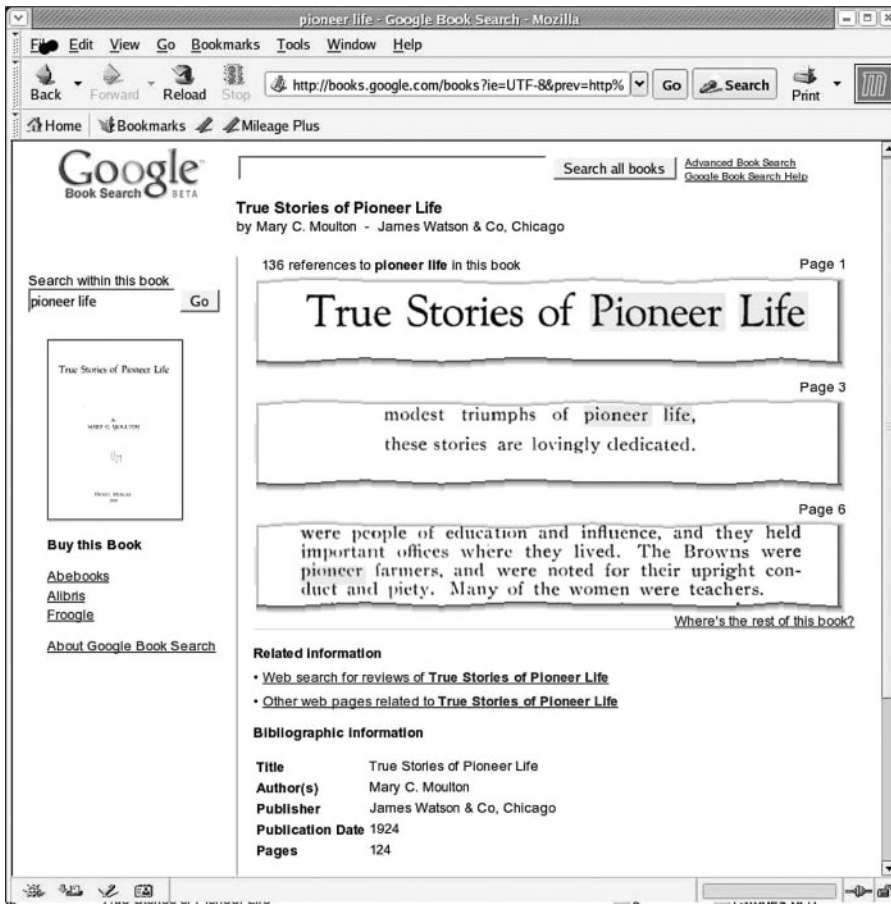 pioneer life - Google Book Search - Mozilla
File Edit View Go Bookmarks Tools Window Help
Back Forward Reload Stop http://books.google.com/books?ie=UTF-8&prev=http% Go Search Print
Home Bookmarks Mileage Plus
Google
Book Search BETA
Search all books
Advanced Book Search
Google Book Search Help
True Stories of Pioneer Life
by Mary C. Moulton - James Watson & Co, Chicago
Search within this book
pioneer life Go
True Stories of Pioneer Life
MARY C. MOULTON
Buy this Book
Abebooks
Alibris
Froogle
About Google Book Search
136 references to pioneer life in this book
Page 1
True Stories of Pioneer Life
Page 3
modest triumphs of pioneer life,
these stories are lovingly dedicated.
Page 6
were people of education and influence, and they held
important offices where they lived. The Browns were
pioneer farmers, and were noted for their upright con-
duct and piety. Many of the women were teachers.
Where's the rest of this book?
Related information
• Web search for reviews of True Stories of Pioneer Life
• Other web pages related to True Stories of Pioneer Life
Bibliographic information
Title True Stories of Pioneer Life
Author(s) Mary C. Moulton
Publisher James Watson & Co, Chicago
Publication Date 1924
Pages 124